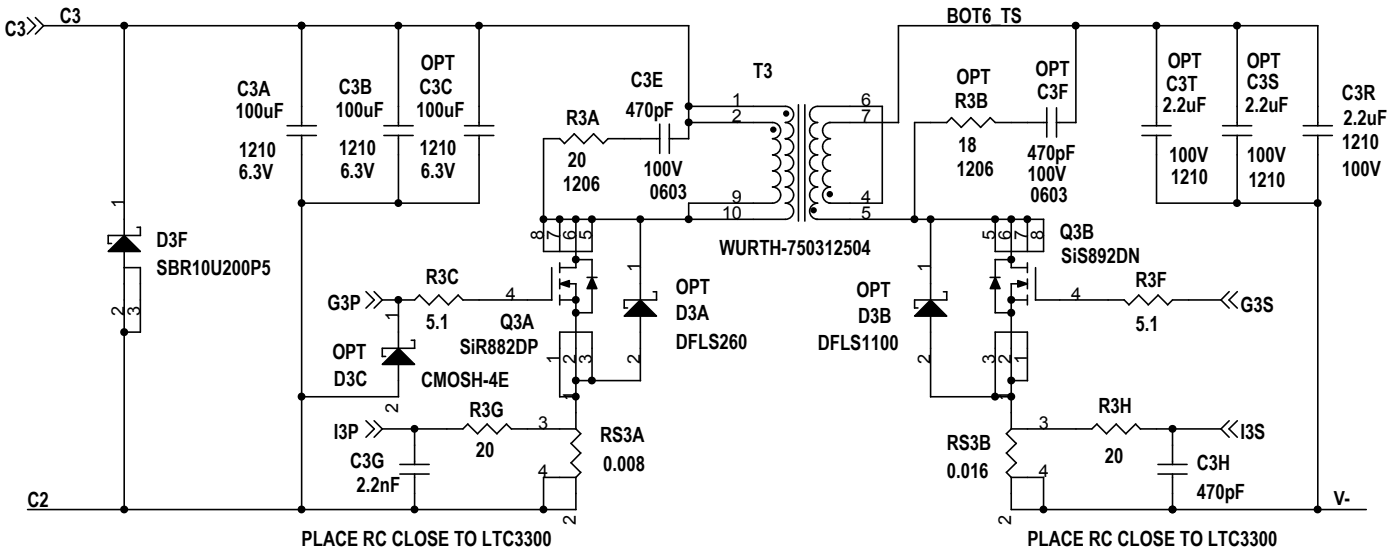 C3
C3
BOT6_TS
C3A
100uF
1210
6.3V
C3B
100uF
1210
6.3V
OPT
C3C
100uF
1210
6.3V
R3A
20
1206
C3E
470pF
100V
0603
T3
1
2
9
10
6
7
4
5
WURTH-750312504
OPT
R3B
18
1206
OPT
C3F
470pF
100V
0603
OPT
C3T
2.2uF
100V
1210
OPT
C3S
2.2uF
100V
1210
C3R
2.2uF
1210
100V
1
D3F
SBR10U200P5
2
3
8
7
6
5
G3P
R3C
5.1
4
Q3A
SiR882DP
1
2
3
1
OPT
D3A
DFLS260
2
1
OPT
D3C
CMOSH-4E
2
5
6
7
8
Q3B
SiS892DN
4
R3F
5.1
G3S
3
2
1
1
OPT
D3B
DFLS1100
2
I3P
R3G
20
C3G
2.2nF
1
3
4
2
RS3A
0.008
1
3
4
2
RS3B
0.016
R3H
20
I3S
C3H
470pF
C2
V-
PLACE RC CLOSE TO LTC3300
PLACE RC CLOSE TO LTC3300